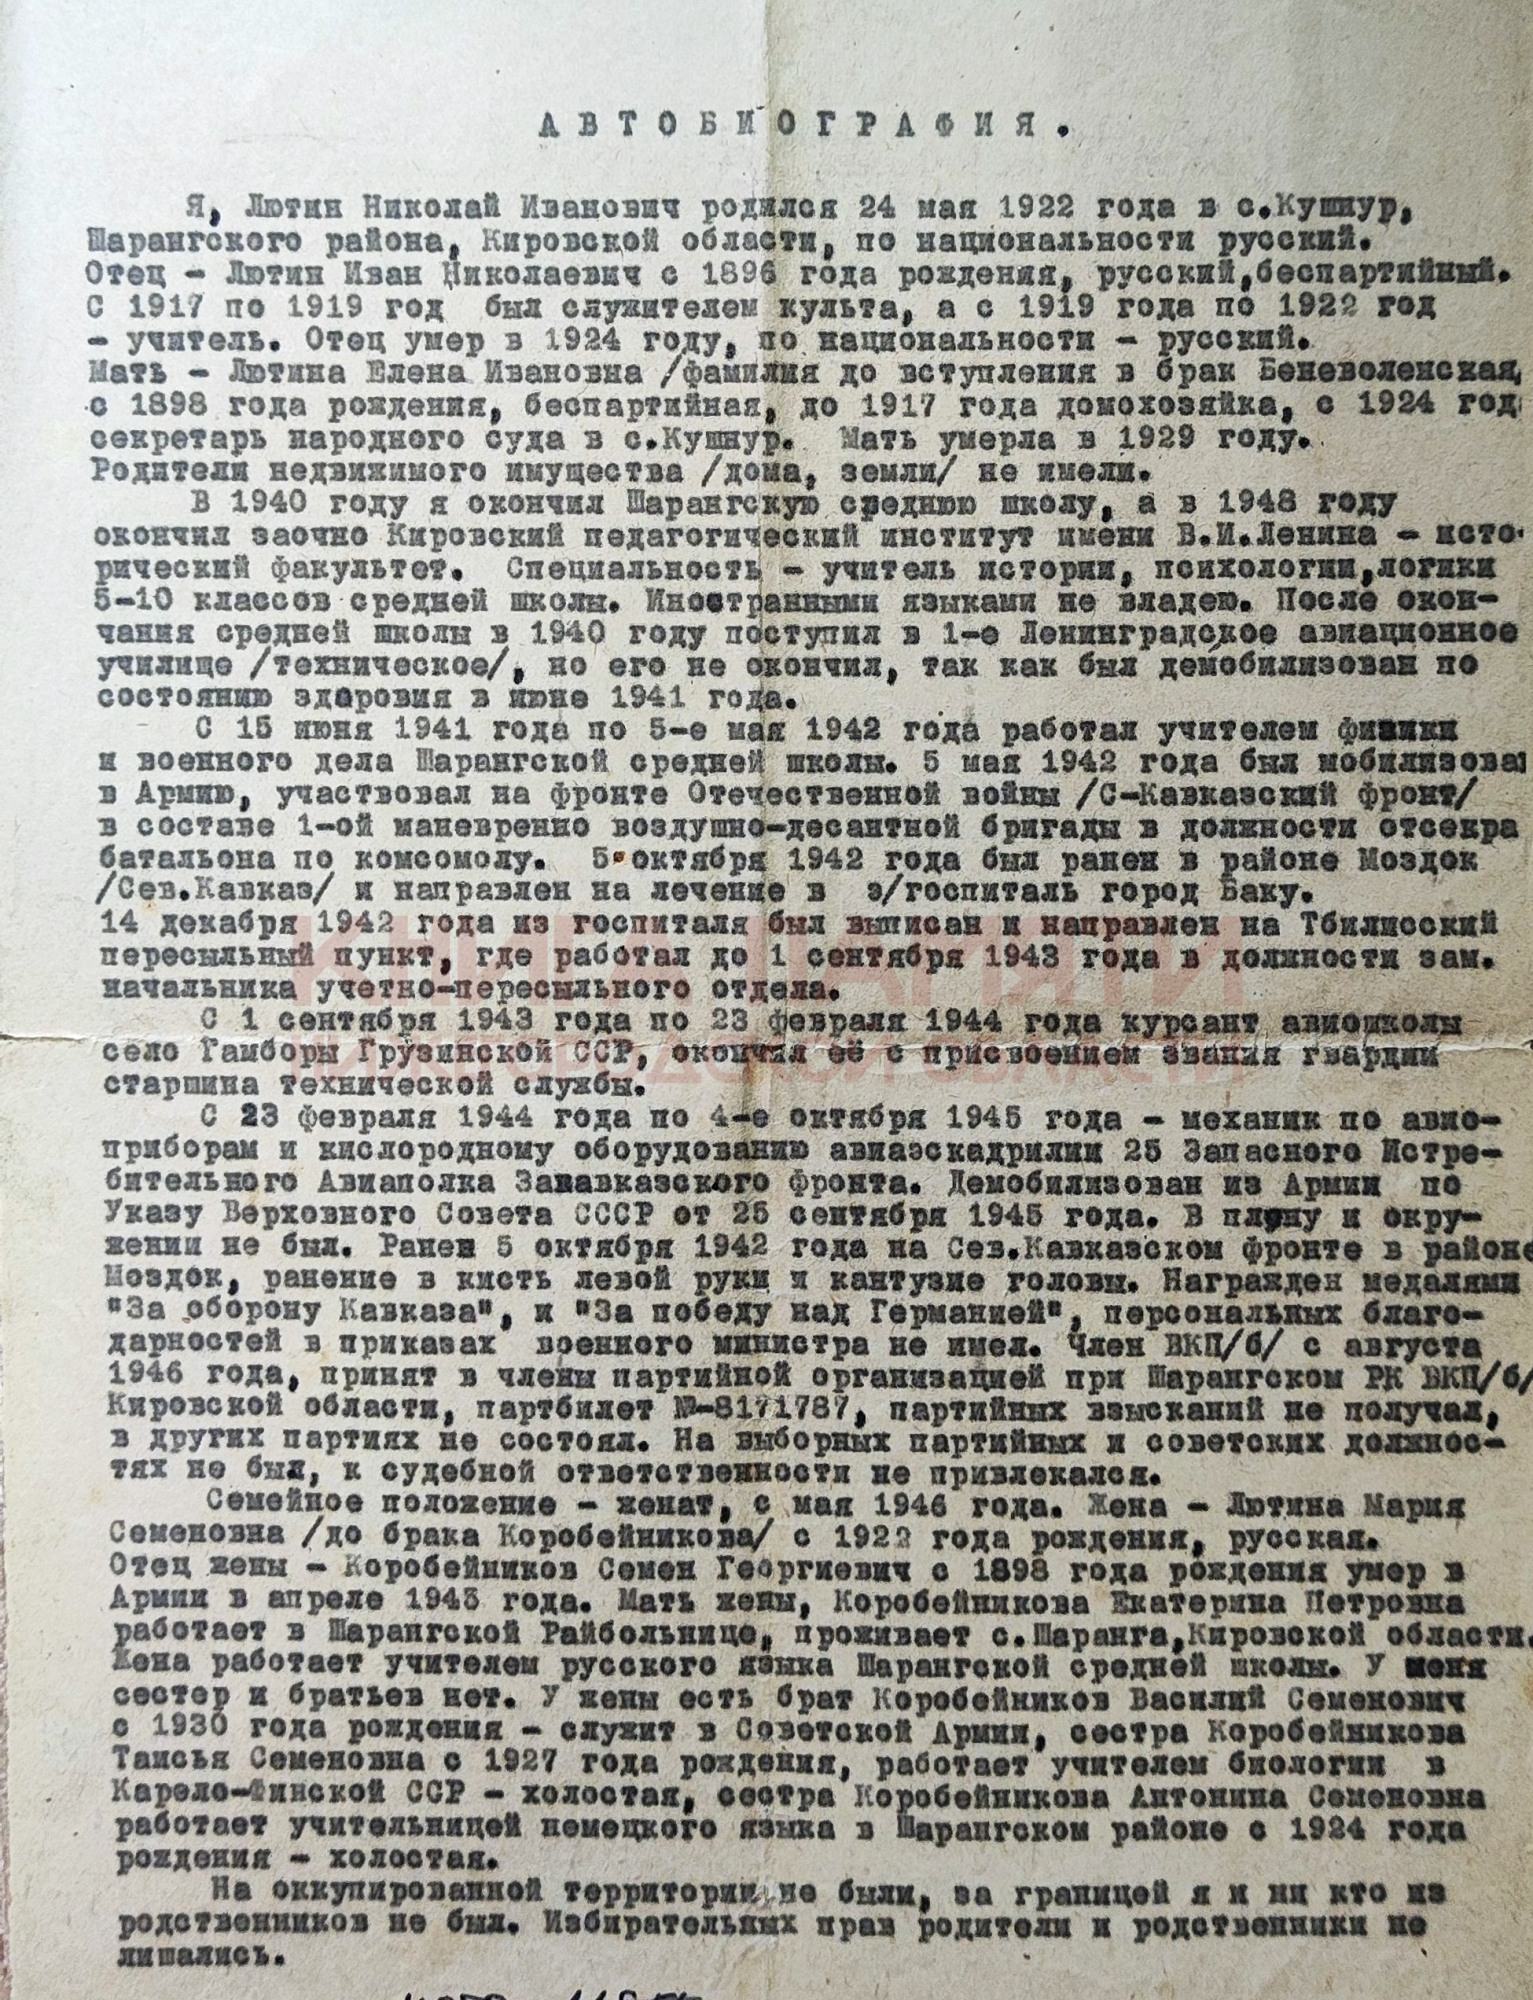 АВТОБИОГРАФИЯ.
Я, Лютин Николай Иванович родился 24 мая 1922 года в с.Кушнур,
Шарангского района, Кировской области, по национальности русский.
Отец - Лютин Иван Николаевич с 1896 года рождения, русский,беспартийный.
С 1917 по 1919 год был служителем культа, а с 1919 года по 1922 год
- учитель. Отец умер в 1924 году, по национальности - русский.
Мать - Лютина Елена Ивановна /фамилия до вступления в брак Беневоленская,
с 1898 года рождения, беспартийная, до 1917 года домохозяйка, с 1924 год
секретарь народного суда в с.Кушнур. Мать умерла в 1929 году.
Родители недвижимого имущества /дома, земли/ не имели.
В 1940 году я окончил Шарангскую среднюю школу, а в 1948 году
окончил заочно Кировский педагогический институт имени В.И.Ленина - исто-
рический факультет. Специальность - учитель истории, психологии,логики
5-10 классов средней школы. Иностранными языками не владею. После окон-
чания средней школы в 1940 году поступил в 1-е Ленинградское авиационное
училище /техническое/, но его не окончил, так как был демобилизован по
состоянию здоровия в июне 1941 года.
С 15 июня 1941 года по 5-е мая 1942 года работал учителем физики
и военного дела Шарангской средней школы. 5 мая 1942 года был мобилизован
в Армию, участвовал на фронте Отечественной войны /С-Кавказский фронт/
в составе 1-ой маневренно воздушно-десантной бригады в должности отсекра
батальона по комсомолу. 5 октября 1942 года был ранен в районе Моздок
/Сев.Кавказ/ и направлен на лечение в э/госпиталь город Баку.
14 декабря 1942 года из госпиталя был выписан и направлен на Тбилисский
пересыльный пункт, где работал до 1 сентября 1943 года в должности зам.
начальника учетно-пересыльного отдела.
С 1 сентября 1943 года по 23 февраля 1944 года курсант авиошколы
село Гамборы Грузинской ССР, окончил её с присвоением звания гвардии
старшина технической службы.
С 23 февраля 1944 года по 4-е октября 1945 года - механик по авио-
приборам и кислородному оборудованию авиаэскадрилии 25 Запасного Истре-
бительного Авиаполка Закавказского фронта. Демобилизован из Армии по
Указу Верховного Совета СССР от 25 сентября 1945 года. В плену и окру-
жении не был. Ранен 5 октября 1942 года на Сев.Кавказском фронте в районе
Моздок, ранение в кисть левой руки и кантузие головы. Награжден медалями
"За оборону Кавказа", и "За победу над Германией", персональных благо-
дарностей в приказах военного министра не имел. Член ВКП/б/ с августа
1946 года, принят в члены партийной организацией при Шарангском РК ВКП/б/
Кировской области, партбилет №-8171787, партийных взысканий не получал,
в других партиях не состоял. На выборных партийных и советских должнос-
тях не был, к судебной ответственности не привлекался.
Семейное положение - женат, с мая 1946 года. Жена - Лютина Мария
Семеновна /до брака Коробейникова/ с 1922 года рождения, русская.
Отец жены - Коробейников Семен Георгиевич с 1898 года рождения умер в
Армии в апреле 1943 года. Мать жены, Коробейникова Екатерина Петровна
работает в Шарангской Райбольнице, проживает с.Шаранга,Кировской области.
Жена работает учителем русского языка Шарангской средней школы. У меня
сестер и братьев нет. У жены есть брат Коробейников Василий Семенович
с 1930 года рождения - служит в Советской Армии, сестра Коробейникова
Таисья Семеновна с 1927 года рождения, работает учителем биологии в
Карело-Финской ССР - холостая, сестра Коробейникова Антонина Семеновна
работает учительницей немецкого языка в Шарангском районе с 1924 года
рождения - холостая.
На оккупированной территории не были, за границей я и ни кто из
родственников не был. Избирательных прав родители и родственники не
лишались.